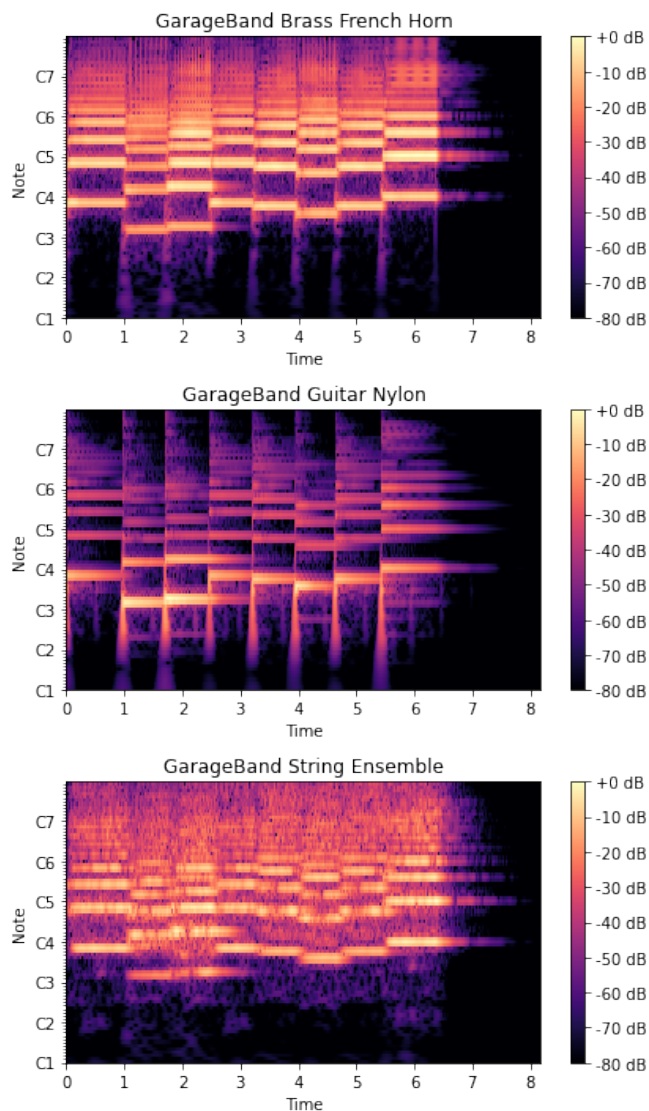 GarageBand Brass French Horn
+0 dB
C7
-10 dB
C6
-20 dB
C5
-30 dB
Note
C4
-40 dB
C3
-50 dB
-60 dB
C2
-70 dB
C1
-80 dB
0 1 2 3 4 5 6 7 8
Time
GarageBand Guitar Nylon
+0 dB
C7
-10 dB
C6
-20 dB
C5
-30 dB
Note
C4
-40 dB
C3
-50 dB
-60 dB
C2
-70 dB
C1
-80 dB
0 1 2 3 4 5 6 7 8
Time
GarageBand String Ensemble
+0 dB
C7
-10 dB
C6
-20 dB
C5
-30 dB
Note
C4
-40 dB
C3
-50 dB
-60 dB
C2
-70 dB
C1
-80 dB
0 1 2 3 4 5 6 7 8
Time